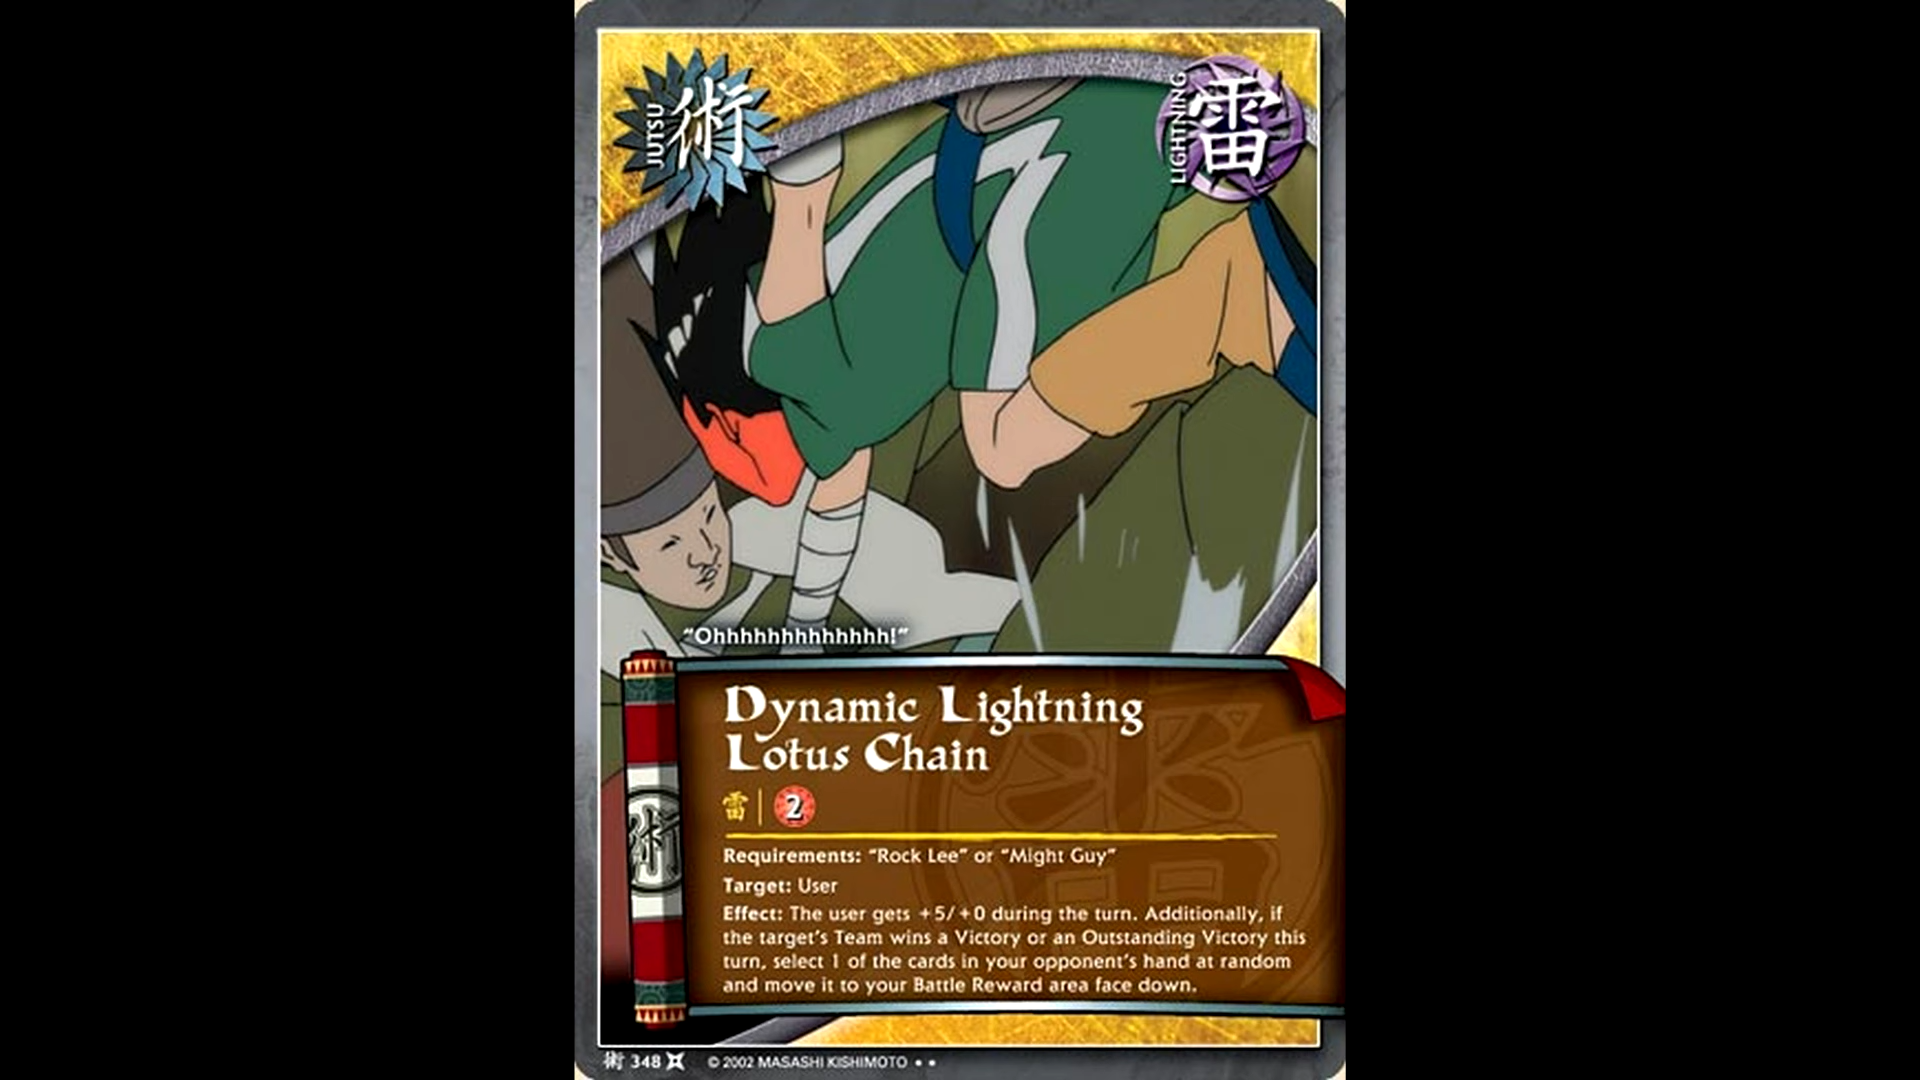 JUTSU
術
LIGHTNING
雷
"Ohhhhhhhhhhhhh!"
Dynamic Lightning
Lotus Chain
雷 2
術
Requirements: "Rock Lee" or "Might Guy"
Target: User
Effect: The user gets +5/+0 during the turn. Additionally, if
the target's Team wins a Victory or an Outstanding Victory this
turn, select 1 of the cards in your opponent's hand at random
and move it to your Battle Reward area face down.
術 348 © 2002 MASASHI KISHIMOTO